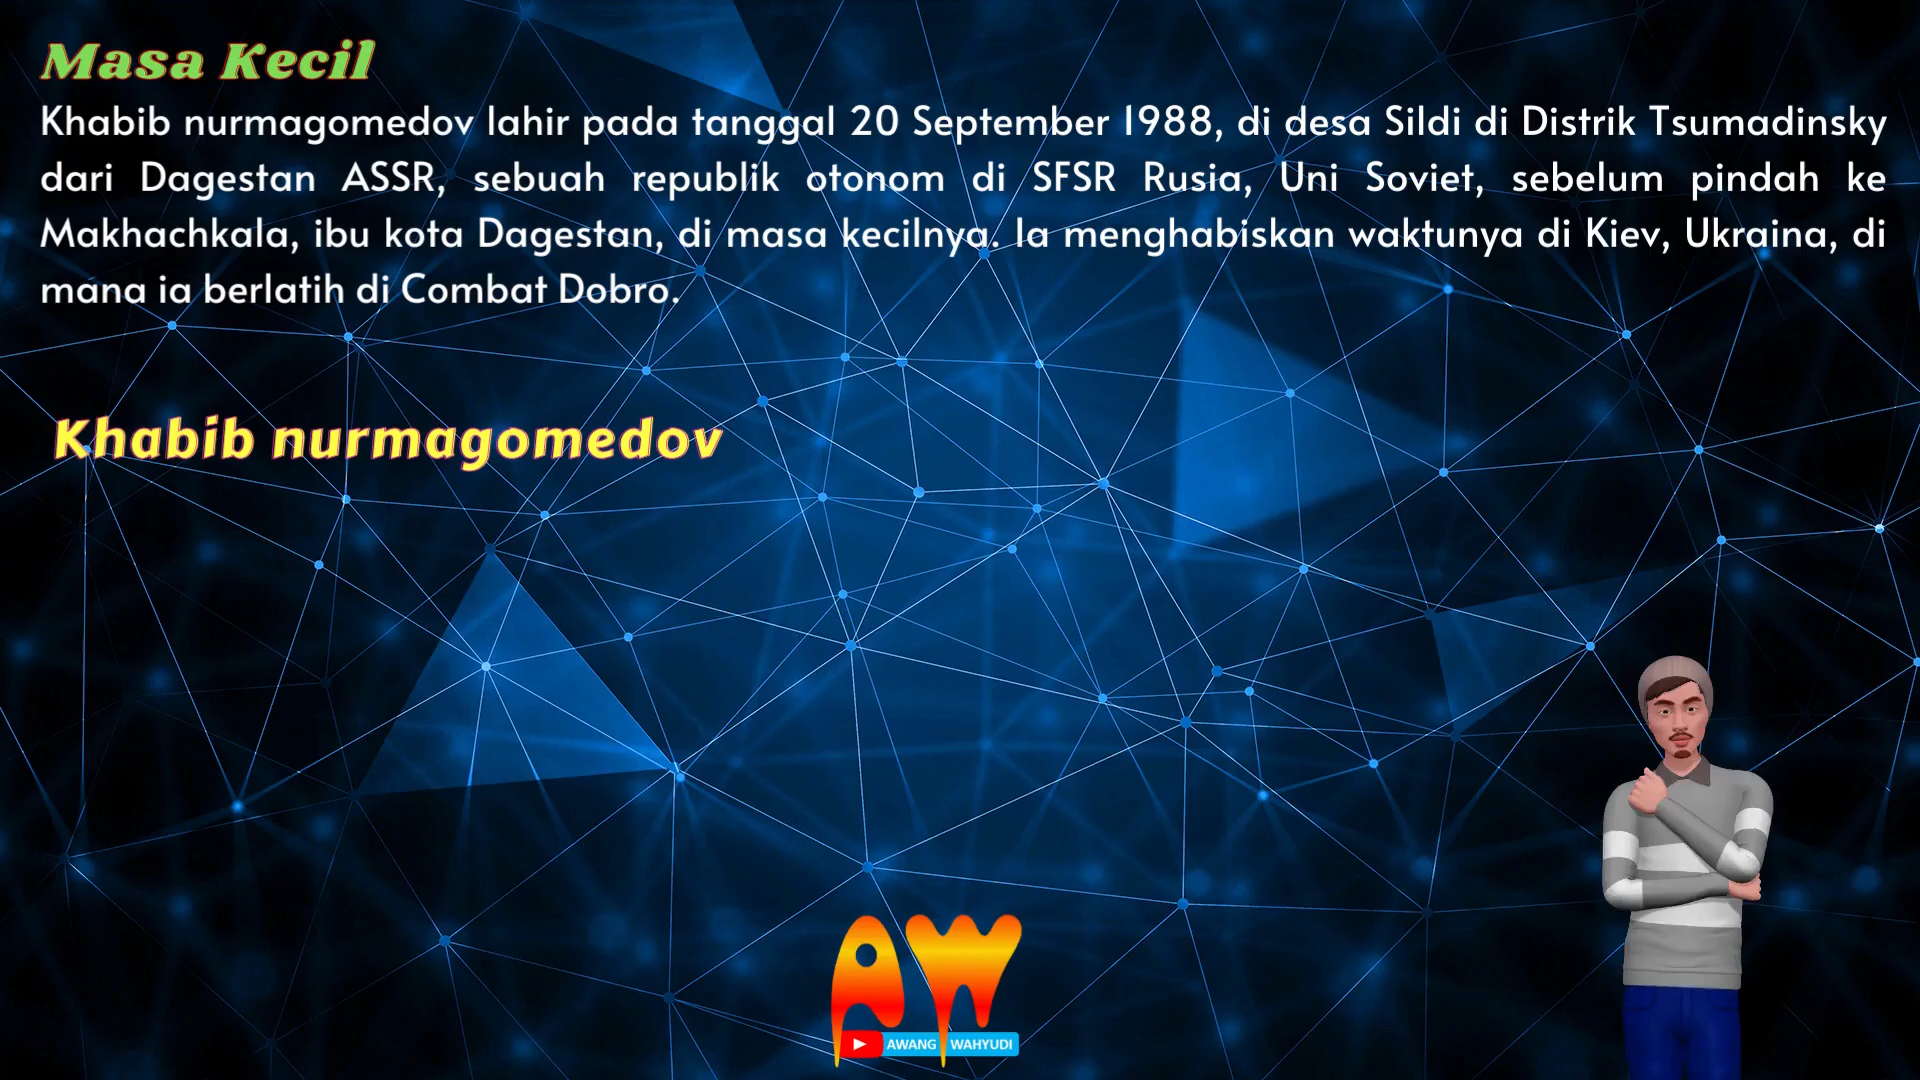 Masa Kecil
Khabib nurmagomedov lahir pada tanggal 20 September 1988, di desa Sildi di Distrik Tsumadinsky
dari Dagestan ASSR, sebuah republik otonom di SFSR Rusia, Uni Soviet, sebelum pindah ke
Makhachkala, ibu kota Dagestan, di masa kecilnya. Ia menghabiskan waktunya di Kiev, Ukraina, di
mana ia berlatih di Combat Dobro.
Khabib nurmagomedov
AW
AWANG WAHYUDI